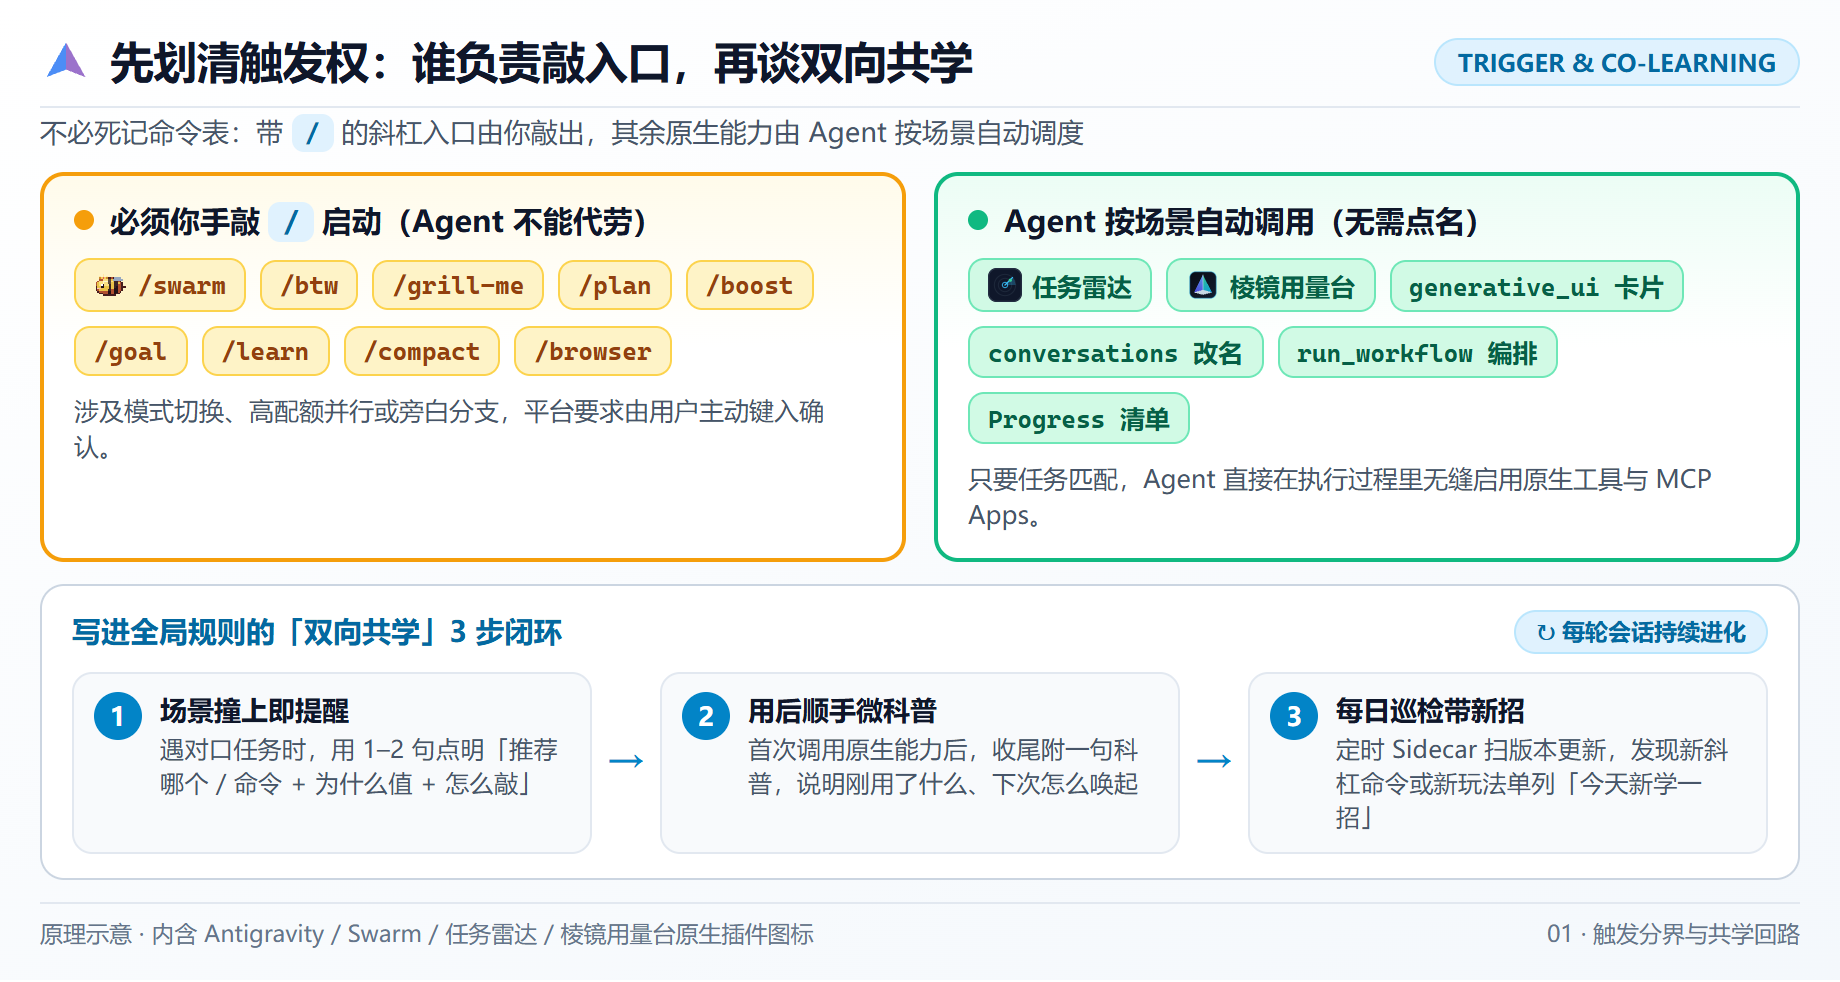 先划清触发权：谁负责敲入口，再谈双向共学
TRIGGER & CO-LEARNING
不必死记命令表：带 / 的斜杠入口由你敲出，其余原生能力由 Agent 按场景自动调度
必须你手敲 / 启动（Agent 不能代劳）
/swarm /btw /grill-me /plan /boost
/goal /learn /compact /browser
涉及模式切换、高配额并行或旁白分支，平台要求由用户主动键入确
认。
Agent 按场景自动调用（无需点名）
任务雷达 棱镜用量台 generative_ui 卡片
conversations 改名 run_workflow 编排
Progress 清单
只要任务匹配，Agent 直接在执行过程里无缝启用原生工具与 MCP
Apps。
写进全局规则的「双向共学」3 步闭环
↻ 每轮会话持续进化
1 场景撞上即提醒
遇对口任务时，用 1–2 句点明「推荐
哪个 / 命令 + 为什么值 + 怎么敲」
→
2 用后顺手微科普
首次调用原生能力后，收尾附一句科
普，说明刚用了什么、下次怎么唤起
→
3 每日巡检带新招
定时 Sidecar 扫版本更新，发现新斜
杠命令或新玩法单列「今天新学一
招」
原理示意 · 内含 Antigravity / Swarm / 任务雷达 / 棱镜用量台原生插件图标
01 · 触发分界与共学回路